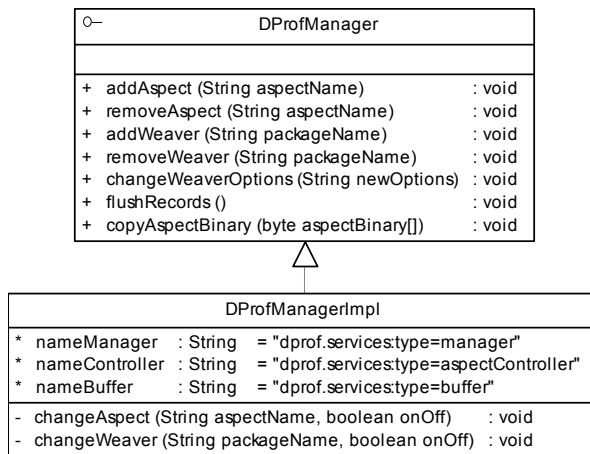 DProfManager
+ addAspect (String aspectName) : void
+ removeAspect (String aspectName) : void
+ addWeaver (String packageName) : void
+ removeWeaver (String packageName) : void
+ changeWeaverOptions (String newOptions) : void
+ flushRecords () : void
+ copyAspectBinary (byte aspectBinary[]) : void
DProfManagerImpl
* nameManager : String = "dprof.services:type=manager"
* nameController : String = "dprof.services:type=aspectController"
* nameBuffer : String = "dprof.services:type=buffer"
- changeAspect (String aspectName, boolean onOff) : void
- changeWeaver (String packageName, boolean onOff) : void